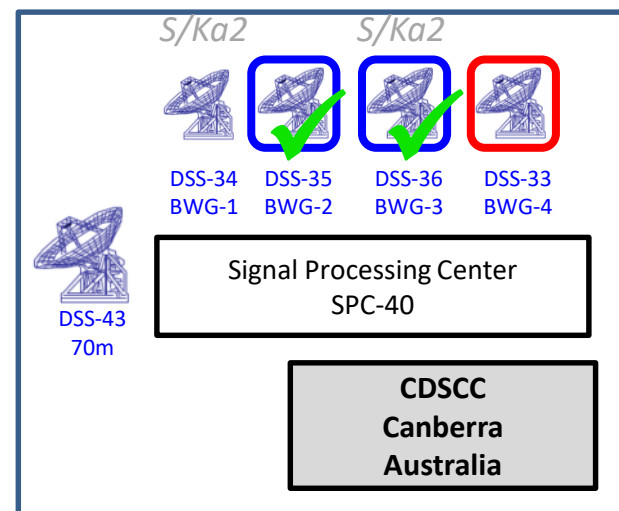 S/Ka2 S/Ka2
DSS-34 DSS-35 DSS-36 DSS-33
BWG-1 BWG-2 BWG-3 BWG-4
Signal Processing Center
SPC-40
DSS-43
70m
CDSCC
Canberra
Australia